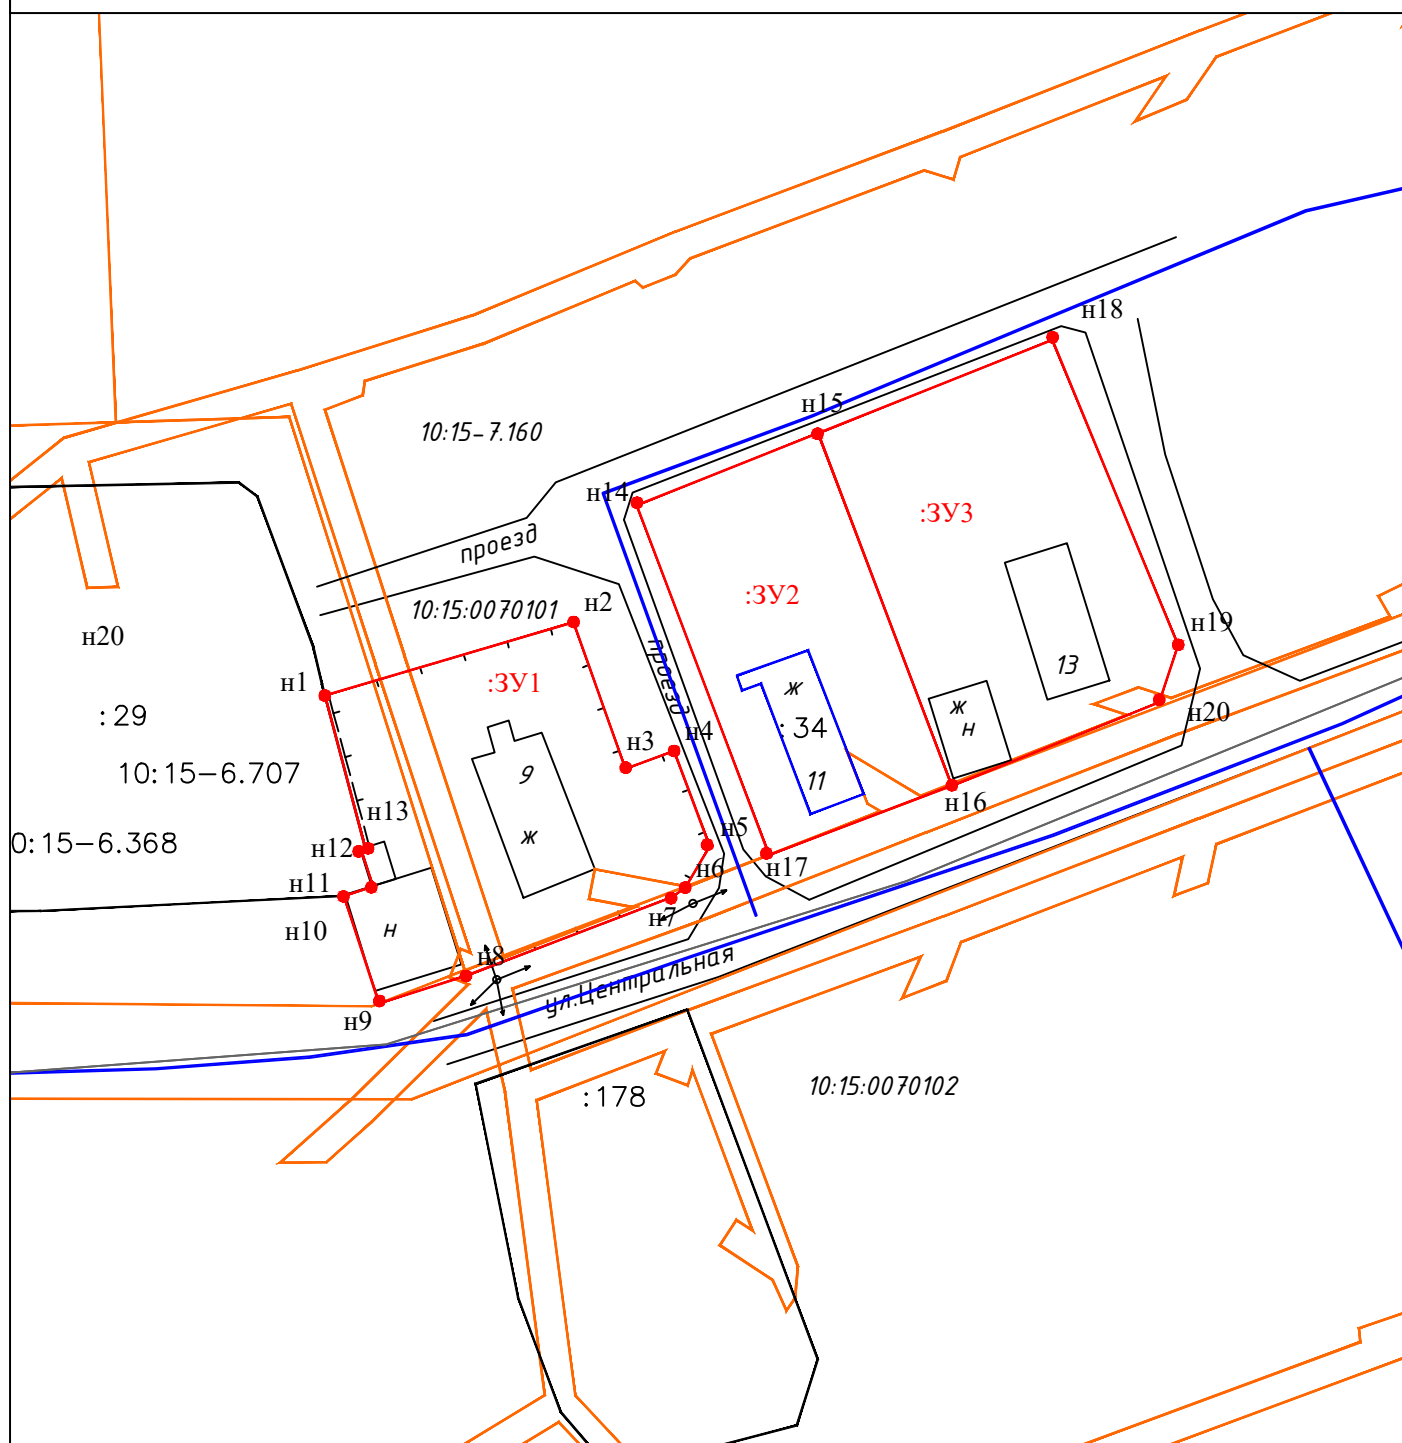 н18
н15
10:15-7.160
н14
:ЗУ3
проезд
:ЗУ2
10:15:0070101
н2
н19
н20
проезд
13
н1
:ЗУ1
ж
ж
:29
н20
: 34
н
н3
н4
10:15-6.707
9
11
н16
н13
н5
ж
0:15-6.368
н12
н17
н11
н6
н7
н10
н
н8
ул.Центральная
н9
:178
10:15:0070102